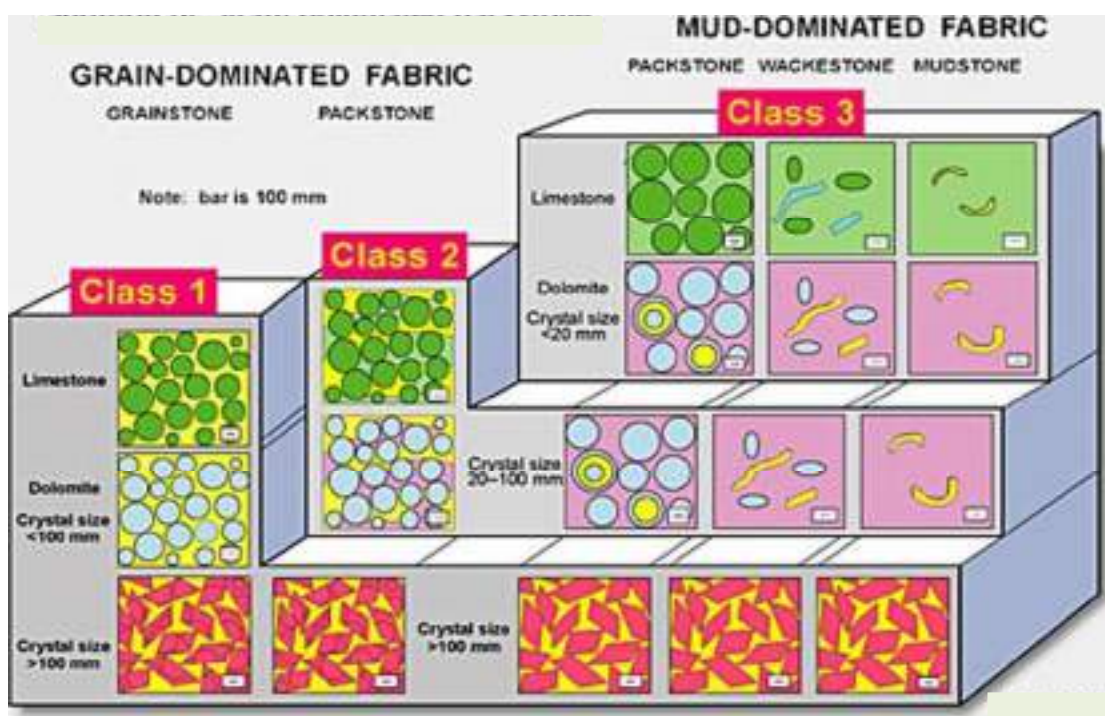 MUD-DOMINATED FABRIC
PACKSTONE WACKESTONE MUDSTONE
GRAIN-DOMINATED FABRIC
GRAINSTONE PACKSTONE
Note: bar is 100 mm
Class 3
Limestone
Dolomite
Crystal size
<20 mm
Class 2
Crystal size
20–100 mm
Class 1
Limestone
Dolomite
Crystal size
<100 mm
Crystal size
>100 mm
Crystal size
>100 mm